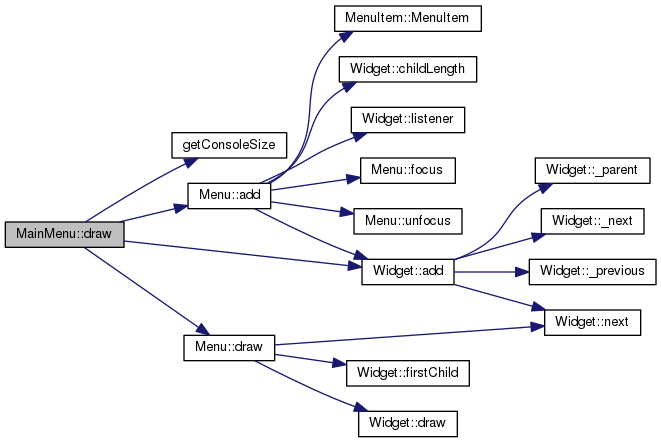 MenuItem::MenuItem
Widget::childLength
Widget::listener
getConsoleSize
Menu::focus
Widget::_parent
Menu::add
Menu::unfocus
Widget::_next
MainMenu::draw
Widget::add
Widget::_previous
Widget::next
Menu::draw
Widget::firstChild
Widget::draw